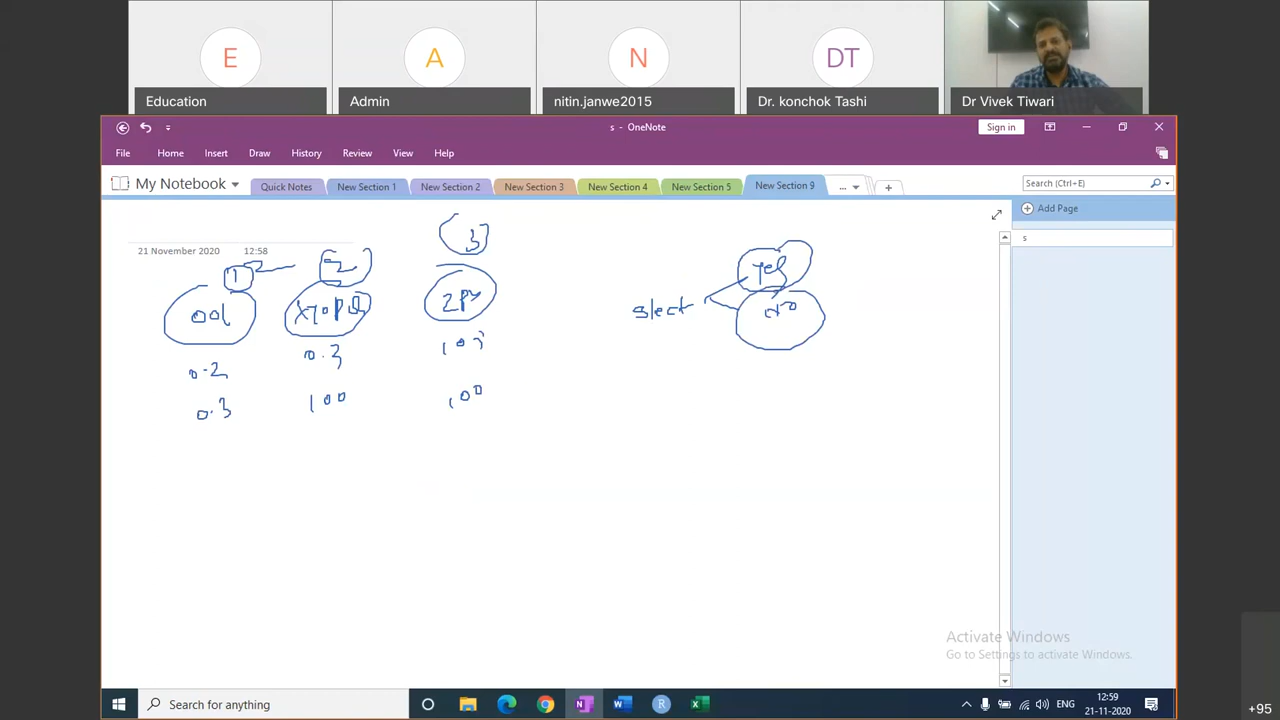 E
A
N
DT
Education
Admin
nitin.janwe2015
Dr. konchok Tashi
Dr Vivek Tiwari
s - OneNote
Sign in
File Home Insert Draw History Review View Help
My Notebook
Quick Notes
New Section 1
New Section 2
New Section 3
New Section 4
New Section 5
New Section 9
...
Search (Ctrl+E)
Add Page
s
21 November 2020 12:58
3
1
2
0.2
0.3
0.3
100
100
slect
Activate Windows
Go to Settings to activate Windows.
Search for anything
ENG
12:59
21-11-2020
+95